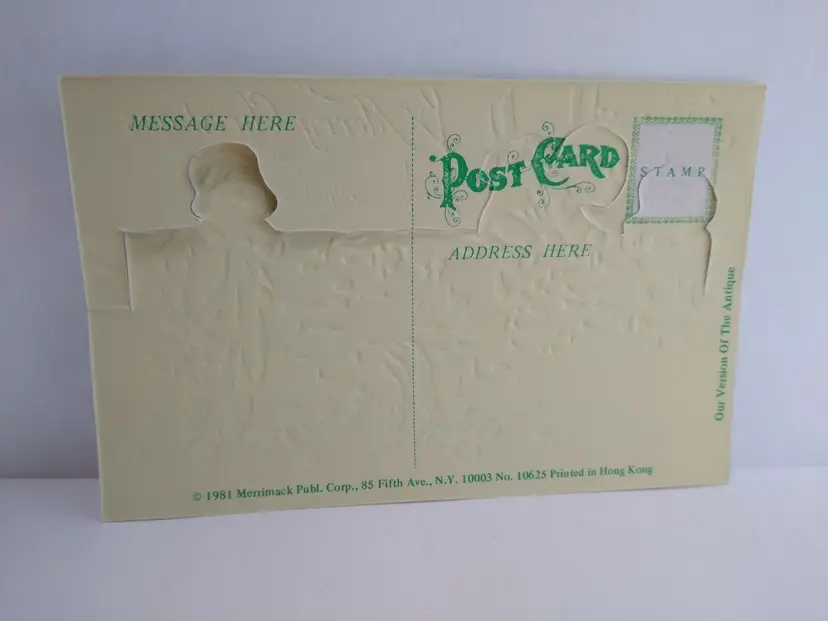 MESSAGE HERE
POST CARD
STAMP
ADDRESS HERE
Our Version Of The Antique
© 1981 Merrimack Publ. Corp., 85 Fifth Ave., N.Y. 10003 No. 10625 Printed in Hong Kong